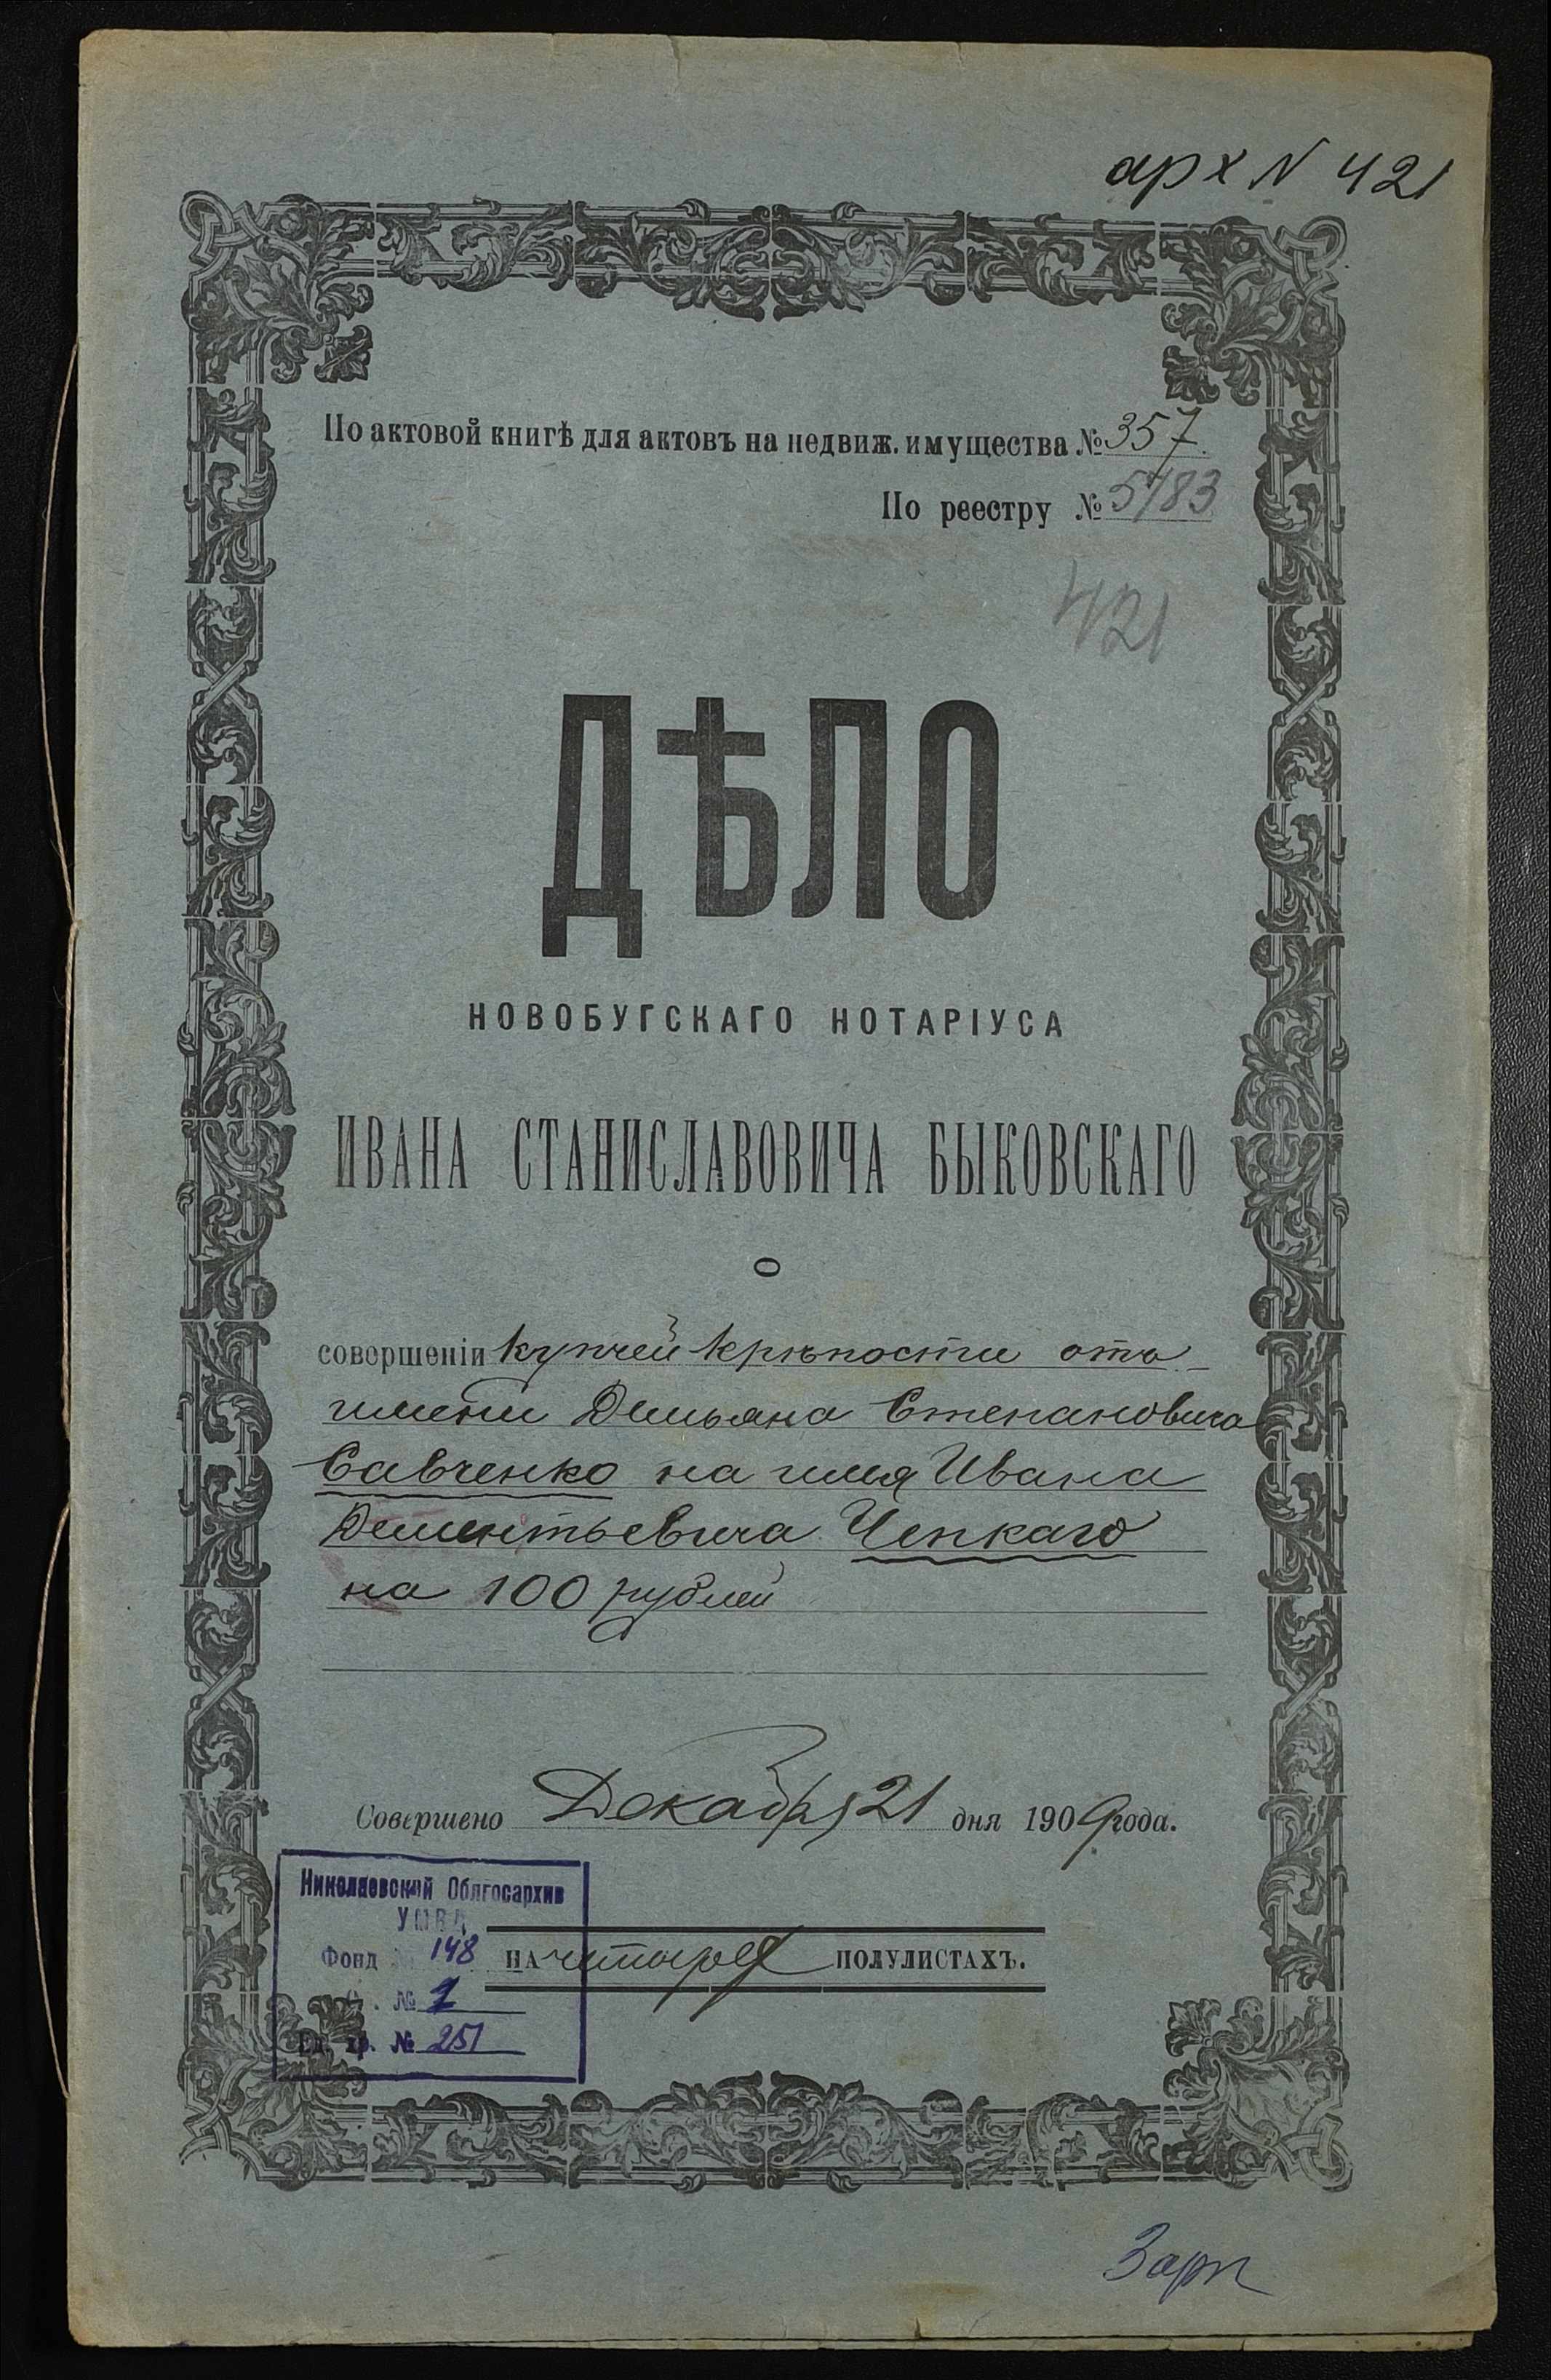 арх N 421
По актовой книгѣ для актовъ на недвиж. имущества № 357.
По реестру № 5183
421
ДѢЛО
НОВОБУГСКАГО НОТАРІУСА
ИВАНА СТАНИСЛАВОВИЧА БЫКОВСКАГО
О
совершеніи купчей крѣпости отъ
имени Демьяна Степановича
Савченко на имя Ивана
Дементьевича Чепкаго
на 100 рублей
Совершено Декабря 21 дня 1909 года.
Николаевский Облгосархив
УМВД
Фонд 148
№ 1
Ед. хр. № 251
НА четырех ПОЛУЛИСТАХЪ.